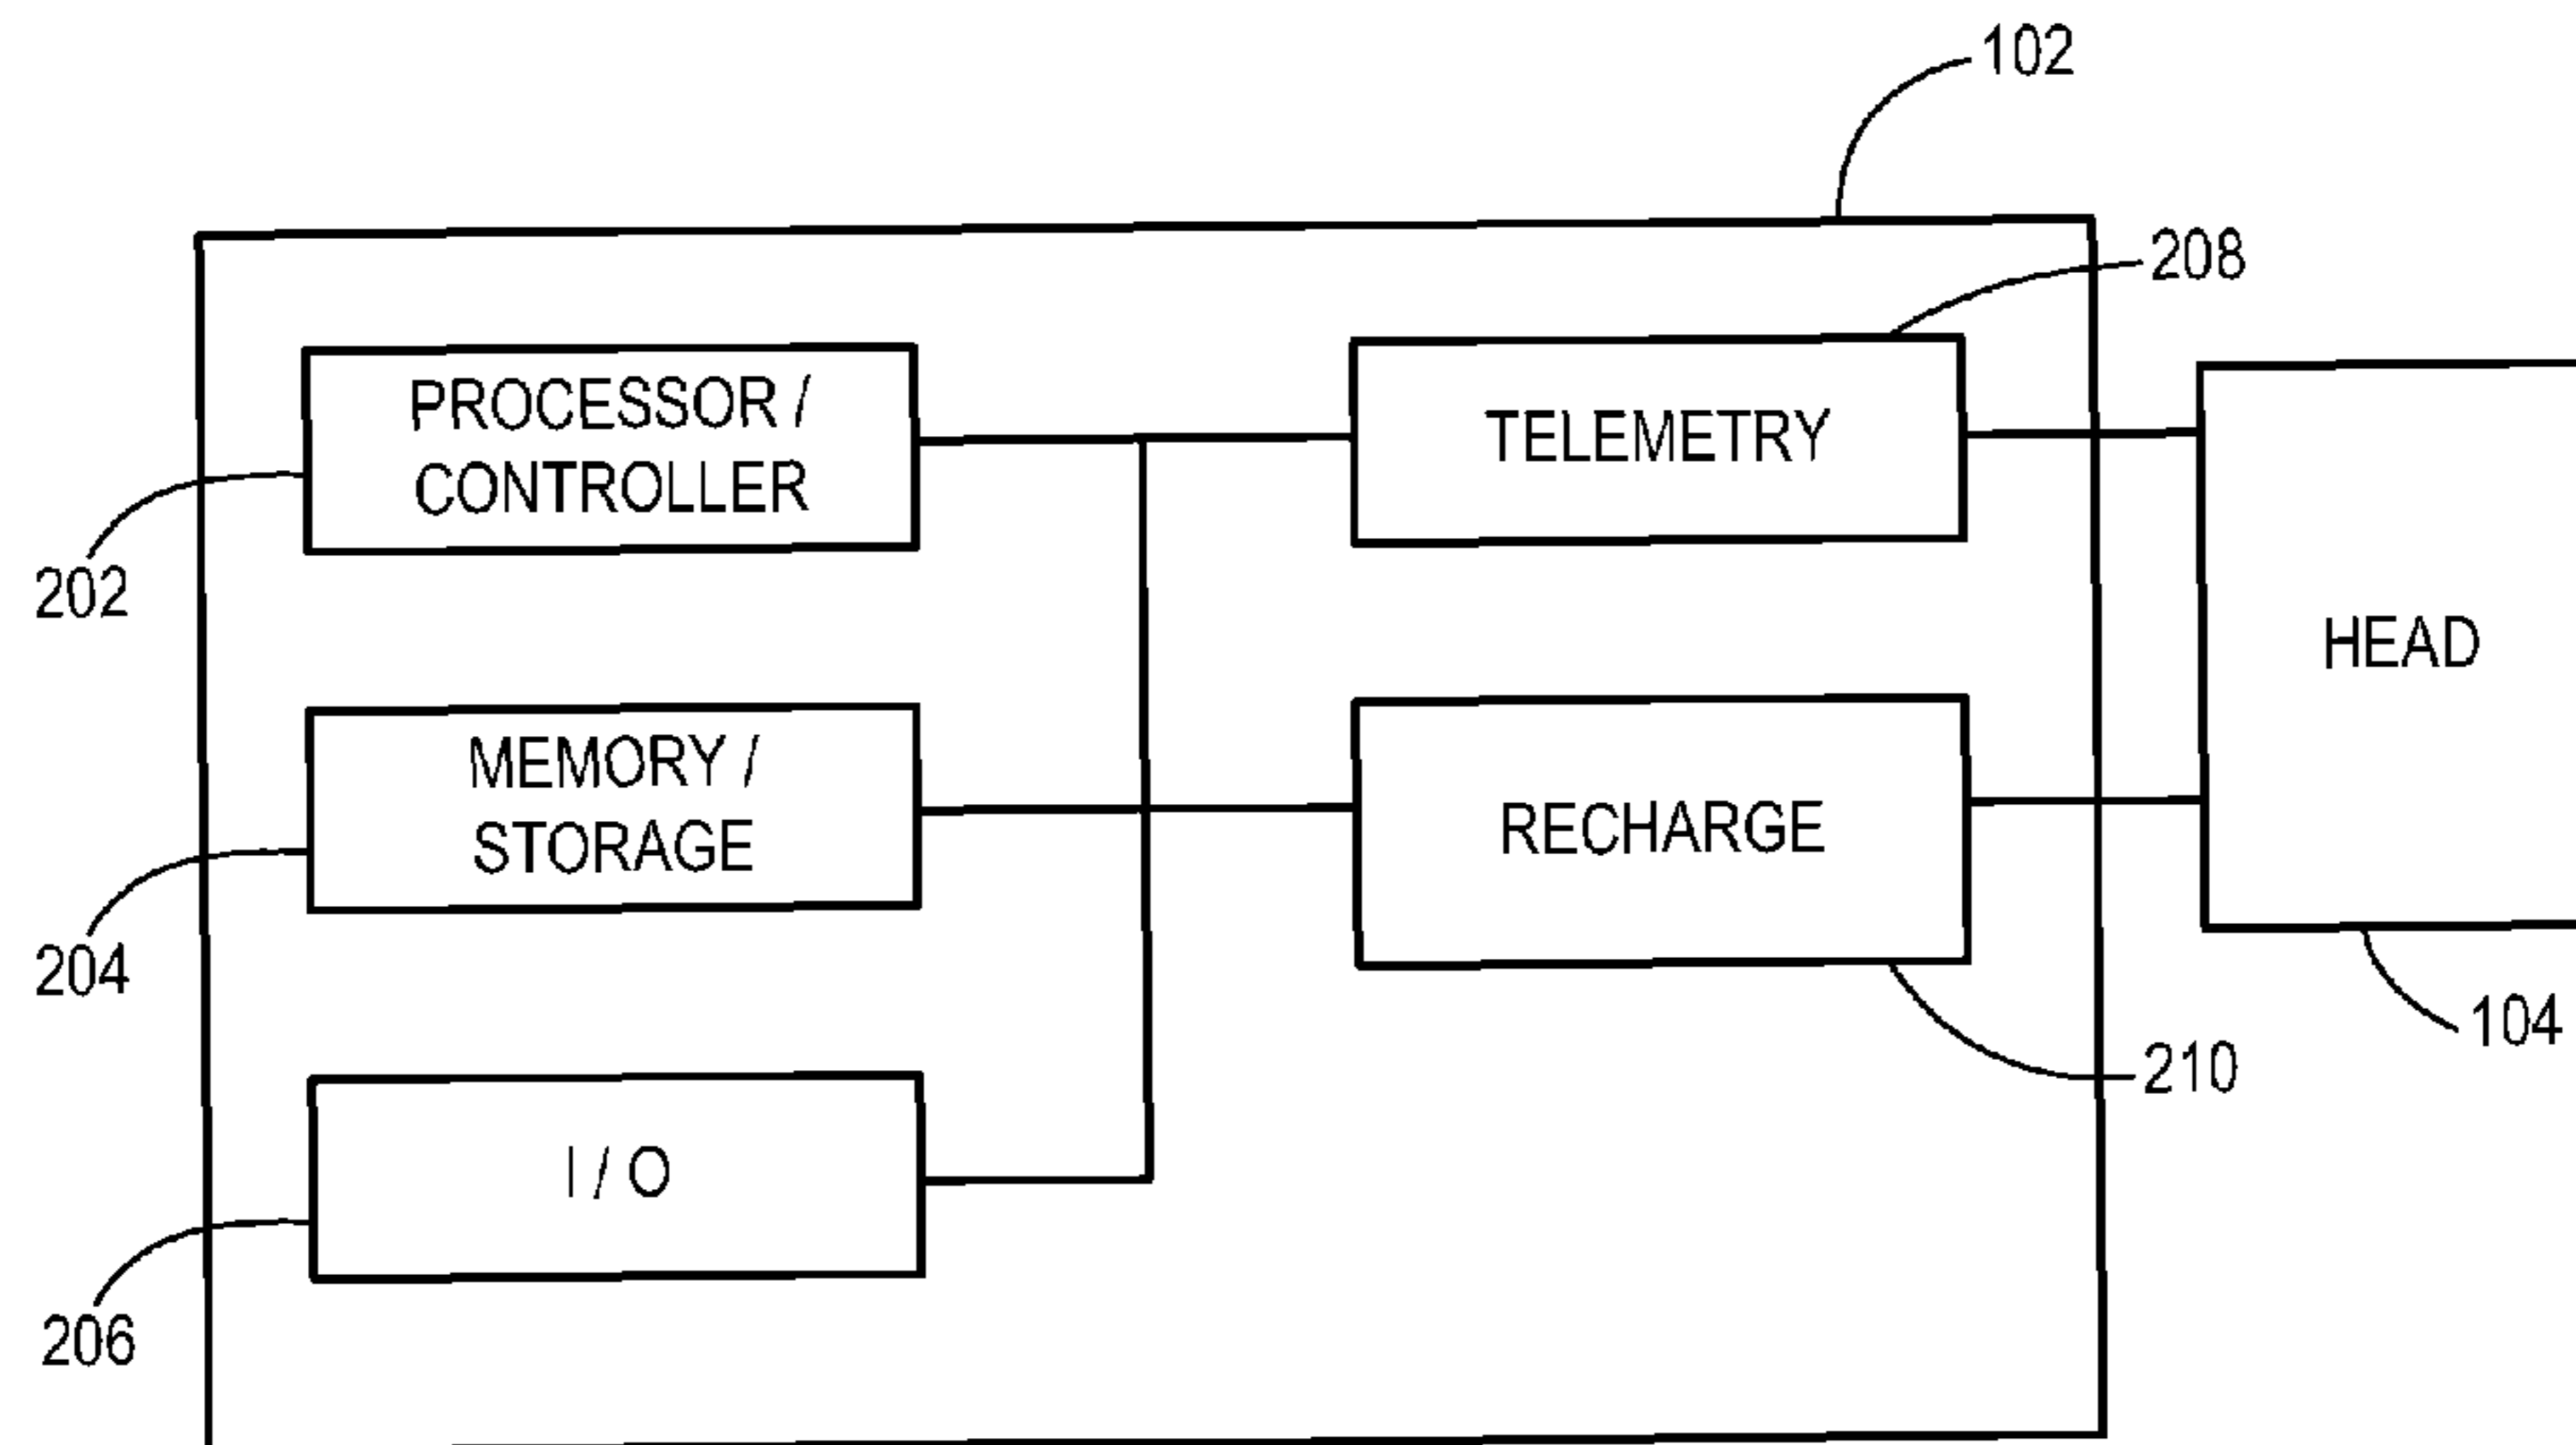 102
208
PROCESSOR /
CONTROLLER
TELEMETRY
202
HEAD
MEMORY /
STORAGE
RECHARGE
204
104
210
I / O
206